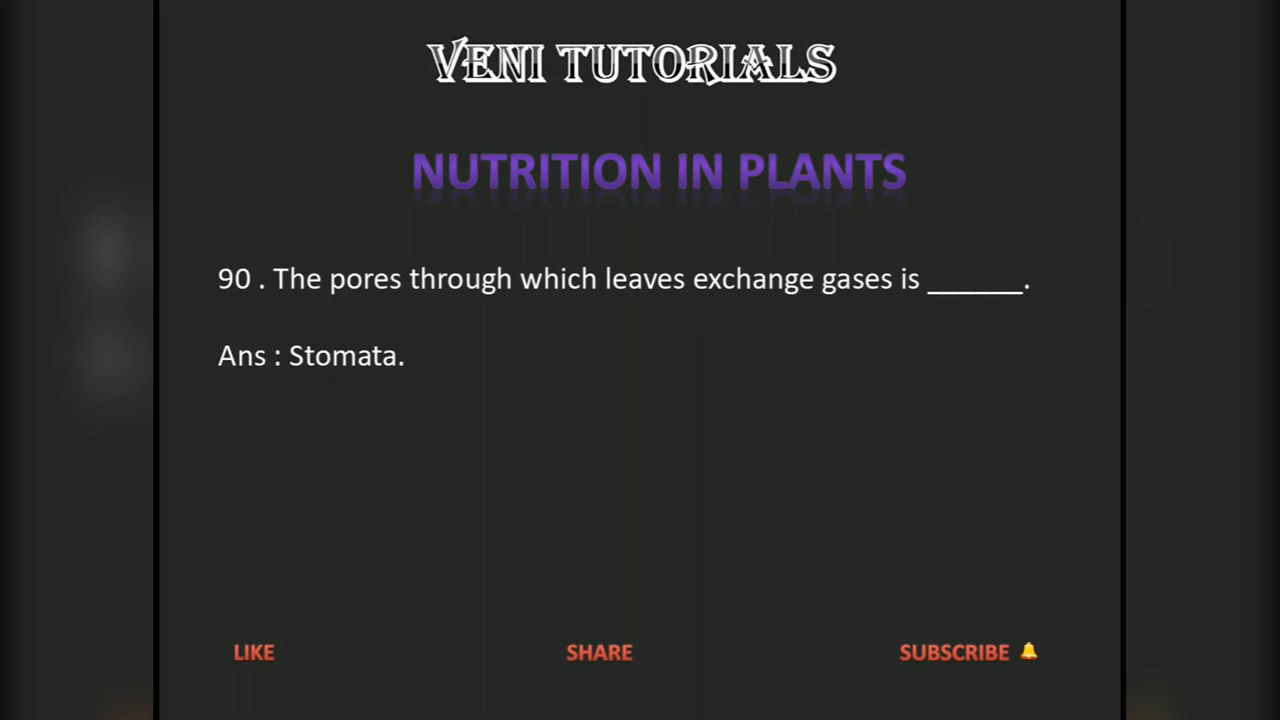 VENI TUTORIALS
NUTRITION IN PLANTS
90 . The pores through which leaves exchange gases is ______.
Ans : Stomata.
LIKE SHARE SUBSCRIBE 🔔